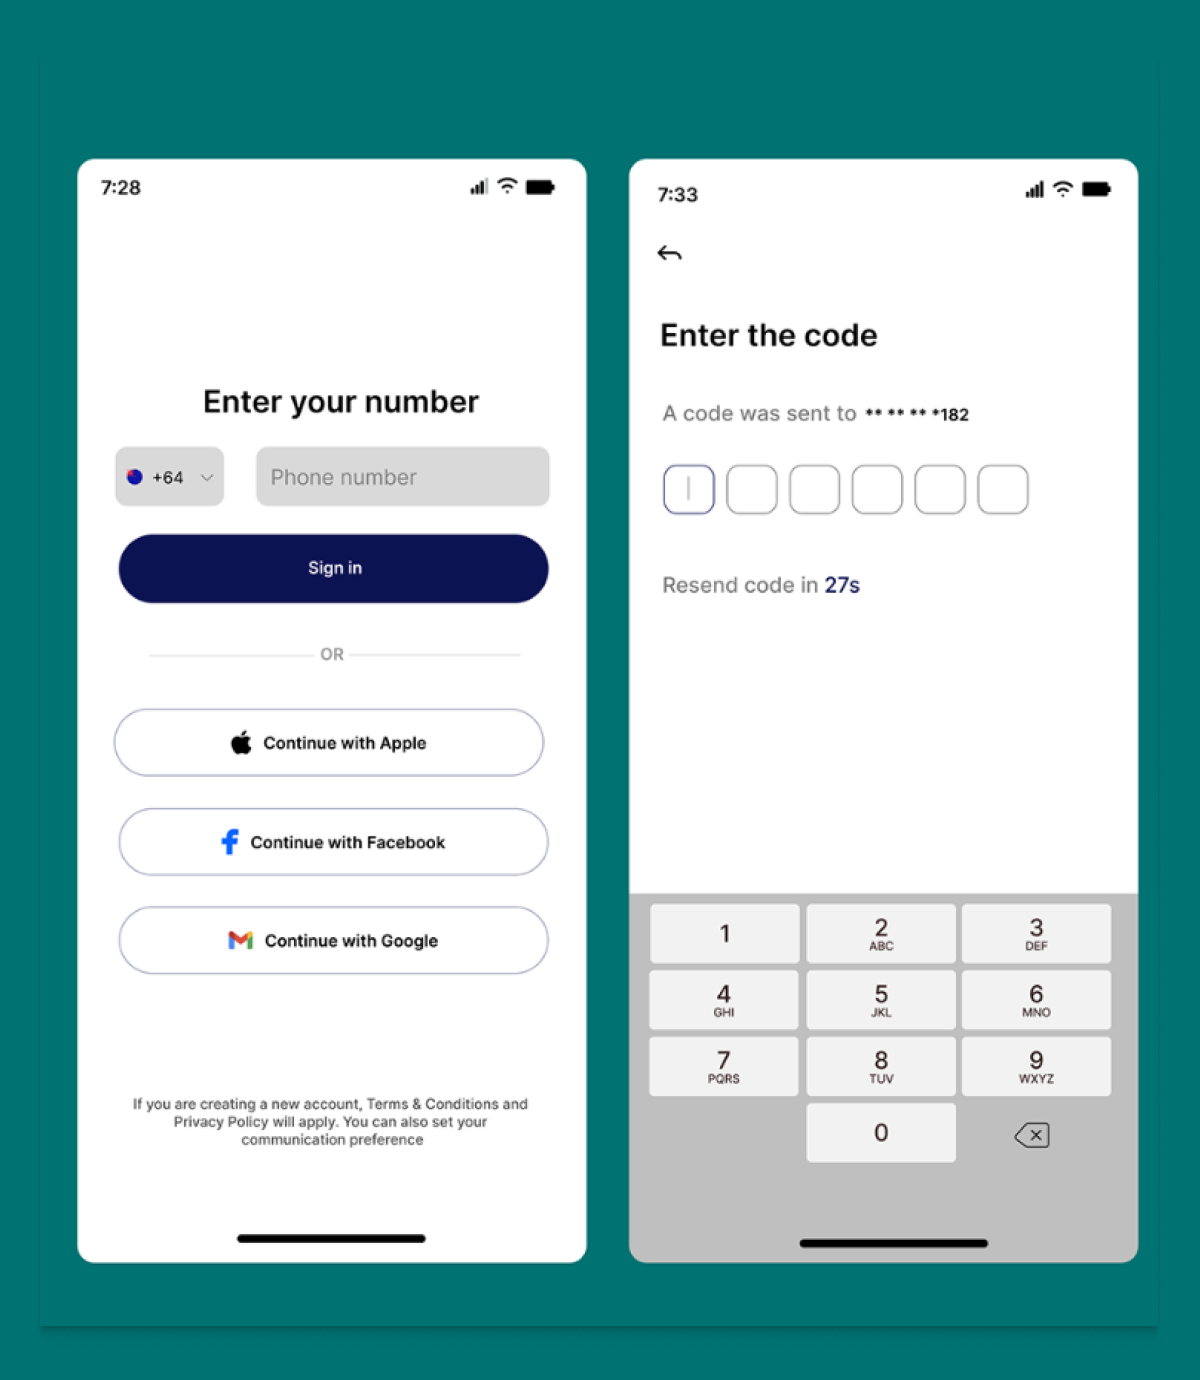 7:28
Enter your number
+64
Phone number
Sign in
OR
Continue with Apple
Continue with Facebook
Continue with Google
If you are creating a new account, Terms & Conditions and
Privacy Policy will apply. You can also set your
communication preference
7:33
Enter the code
A code was sent to ** ** ** *182
Resend code in 27s
1
2
ABC
3
DEF
4
GHI
5
JKL
6
MNO
7
PQRS
8
TUV
9
WXYZ
0